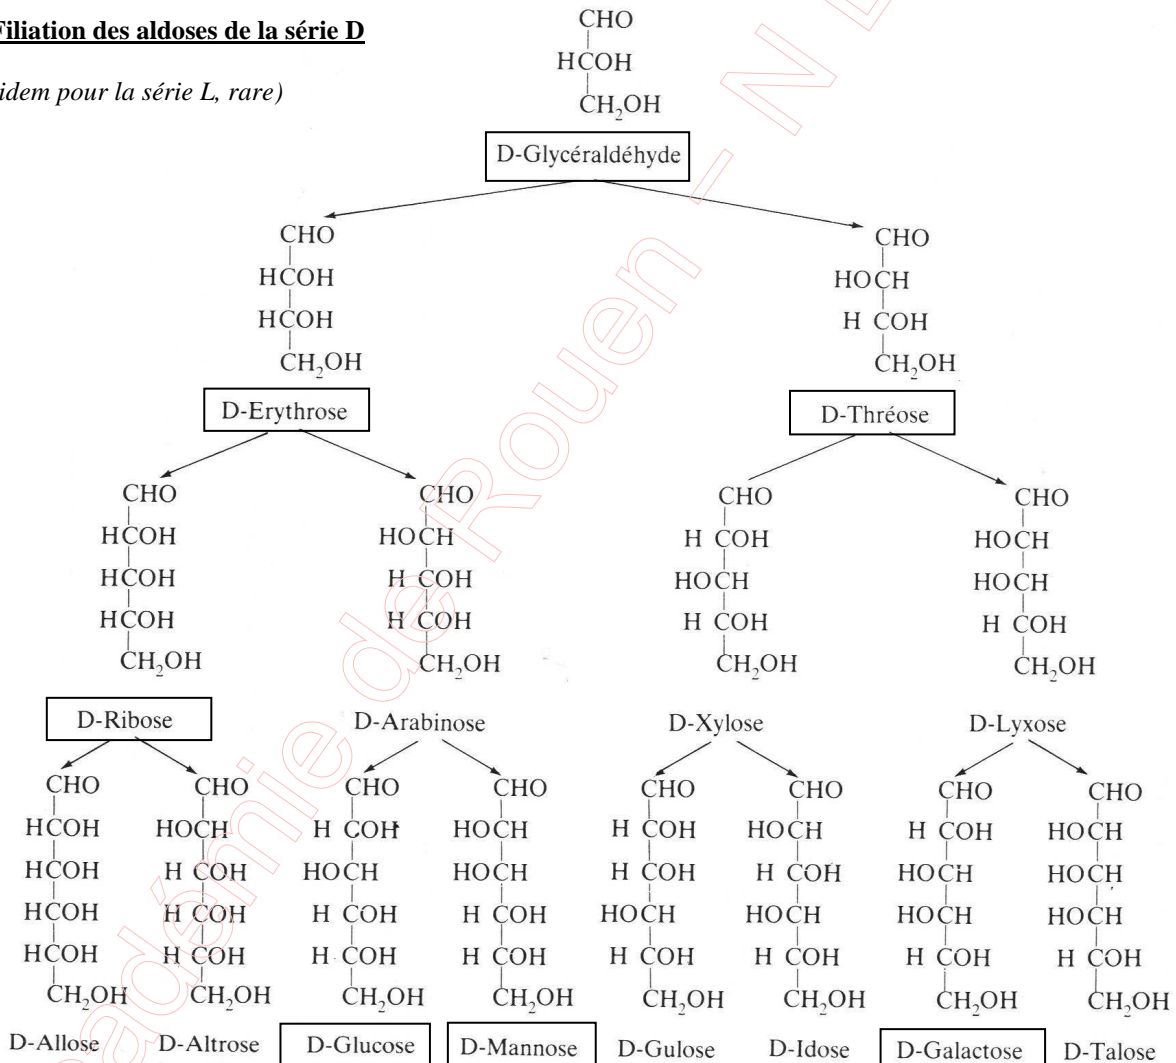 Filiation des aldoses de la série D
idem pour la série L, rare)
CHO
HCOH
CH₂OH
D-Glycéraldéhyde
CHO CHO
HCOH HOCH
HCOH H COH
CH₂OH CH₂OH
D-Erythrose D-Thréose
CHO CHO CHO CHO
HCOH HOCH H COH HOCH
HCOH H COH HOCH HOCH
HCOH H COH H COH H COH
CH₂OH CH₂OH CH₂OH CH₂OH
D-Ribose D-Arabinose D-Xylose D-Lyxose
CHO CHO CHO CHO CHO CHO CHO CHO
HCOH HOCH H COH HOCH H COH HOCH H COH HOCH
HCOH H COH HOCH HOCH H COH H COH HOCH HOCH
HCOH H COH H COH H COH HOCH HOCH HOCH HOCH
HCOH H COH H COH H COH H COH H COH H COH H COH
CH₂OH CH₂OH CH₂OH CH₂OH CH₂OH CH₂OH CH₂OH CH₂OH
D-Allose D-Altrose D-Glucose D-Mannose D-Gulose D-Idose D-Galactose D-Talose
adémie de Rouen – N